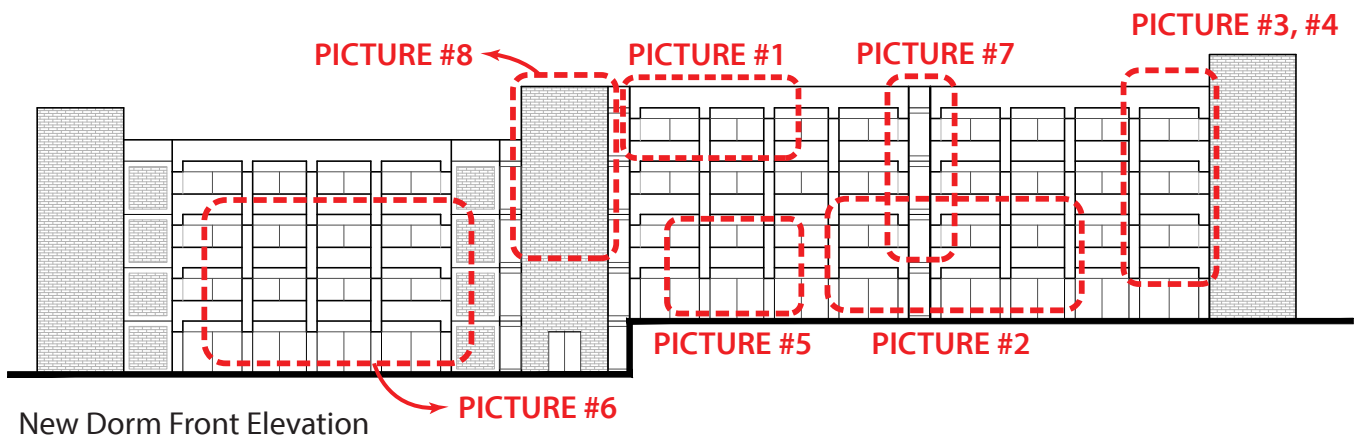 PICTURE #3, #4
PICTURE #8
PICTURE #1
PICTURE #7
PICTURE #5
PICTURE #2
PICTURE #6
New Dorm Front Elevation